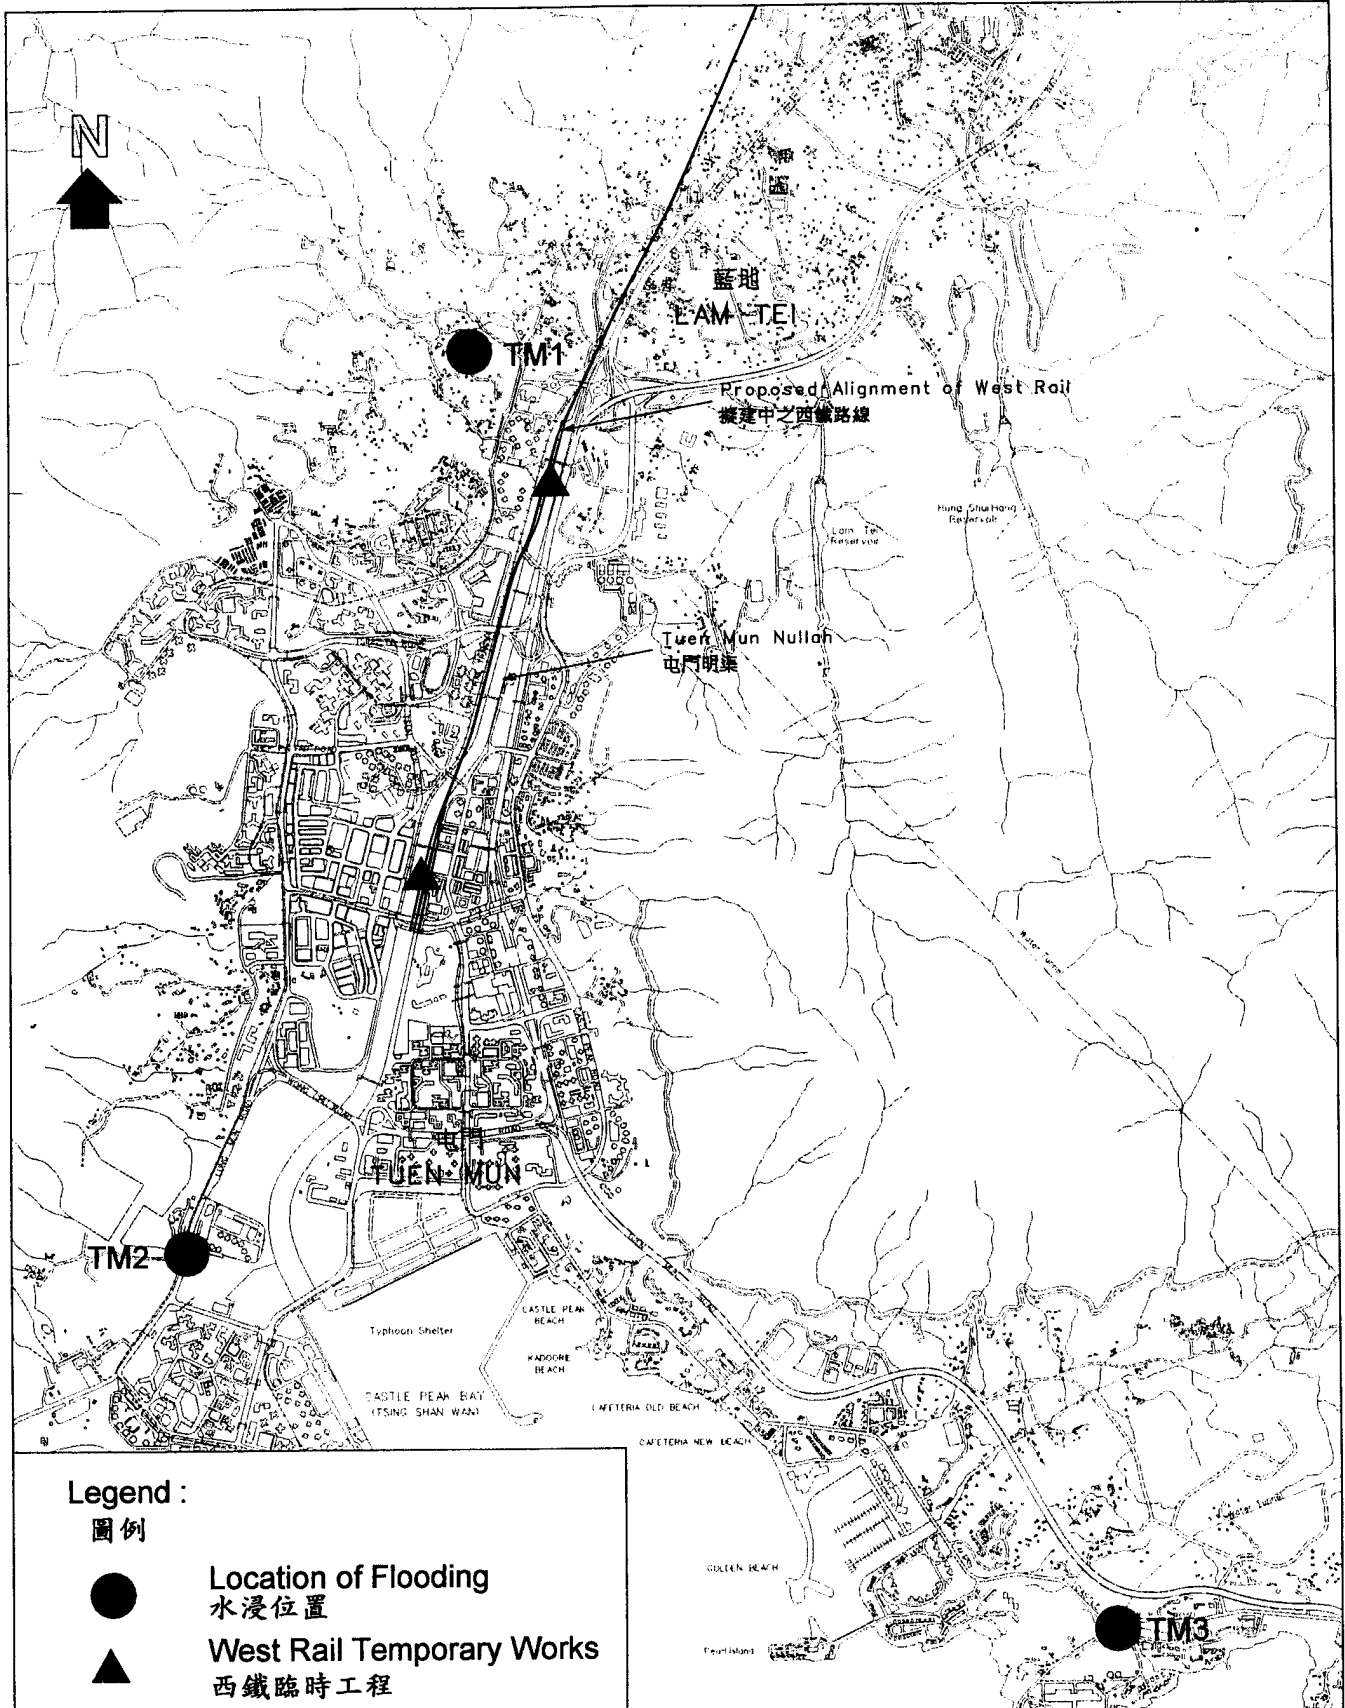 N
藍地
LAM TEI
TM1
Proposed Alignment of West Rail
擬建中之西鐵路線
Hung Shui Hang
Reservoir
Lam Tei
Reservoir
Tuen Mun Nullah
屯門明渠
Water Tunnel
屯門
TUEN MUN
TM2
CASTLE PEAK
BEACH
Typhoon Shelter
KADOORIE
BEACH
CASTLE PEAK BAY
(TSING SHAN WAN)
CAFETERIA OLD BEACH
CAFETERIA NEW BEACH
Water Tunnel
GOLDEN BEACH
TM3
Pearl Island
Legend :
圖例
Location of Flooding
水浸位置
West Rail Temporary Works
西鐵臨時工程